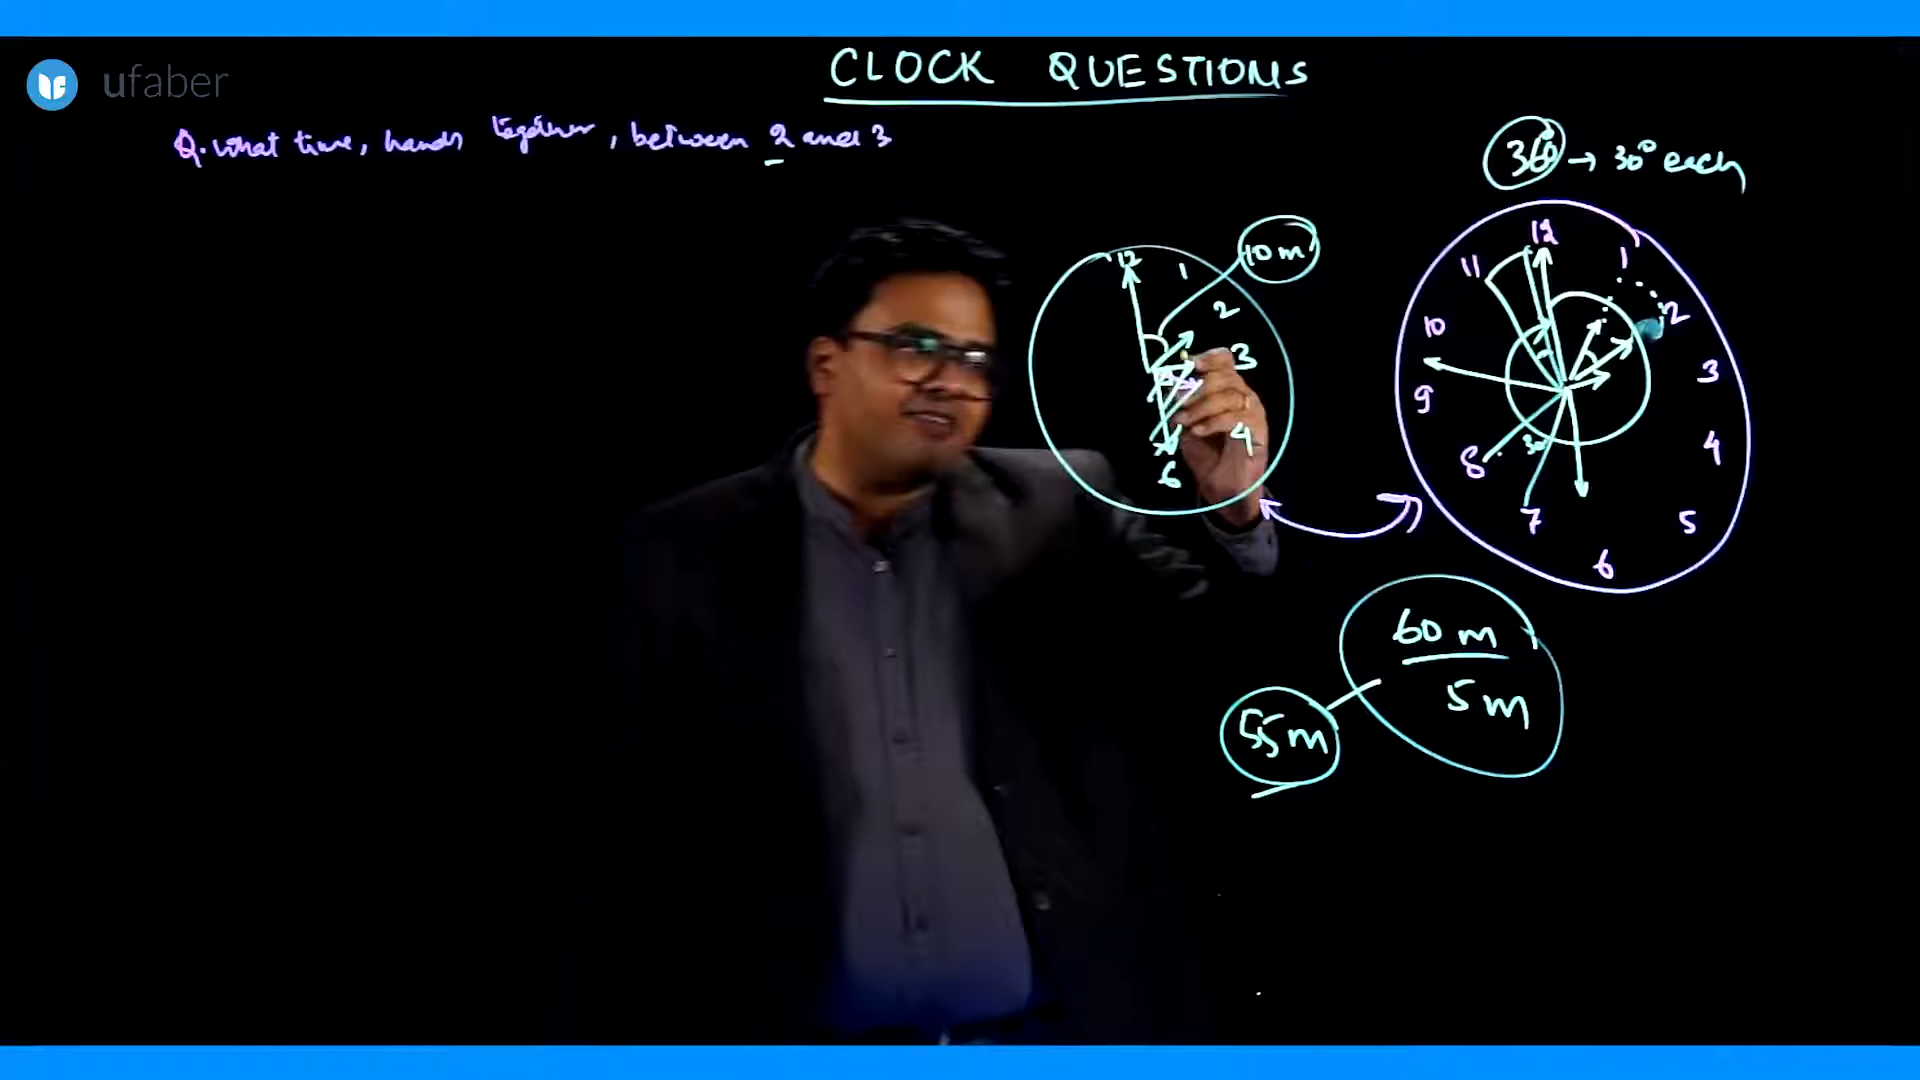 ufaber
CLOCK QUESTIONS
Q. What time, hands together, between 2 and 3
360° → 30° each
10 m
12
1
2
3
4
6
12
1
2
3
4
5
6
7
8
9
10
11
30
60 m
5 m
55 m